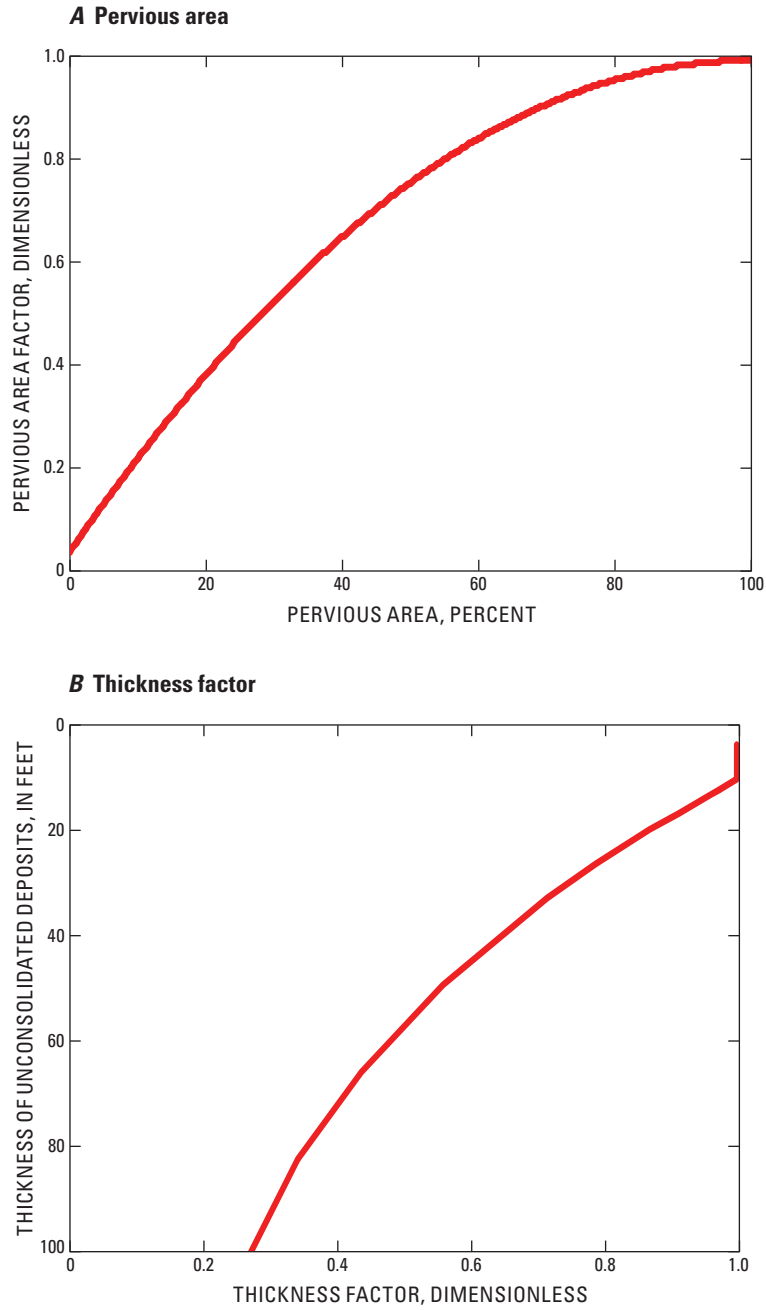 A Pervious area
1.0
0.8
0.6
0.4
0.2
0
PERVIOUS AREA FACTOR, DIMENSIONLESS
0 20 40 60 80 100
PERVIOUS AREA, PERCENT
B Thickness factor
0
20
40
60
80
100
THICKNESS OF UNCONSOLIDATED DEPOSITS, IN FEET
0 0.2 0.4 0.6 0.8 1.0
THICKNESS FACTOR, DIMENSIONLESS